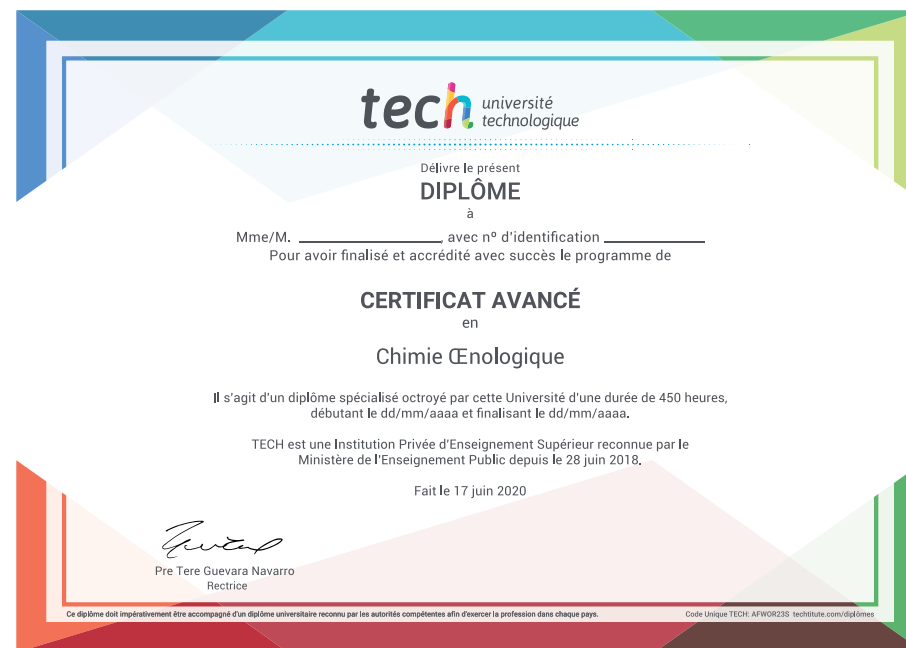 tech université
technologique
Délivre le présent
DIPLÔME
à
Mme/M. ____________, avec nº d'identification ____________
Pour avoir finalisé et accrédité avec succès le programme de
CERTIFICAT AVANCÉ
en
Chimie Œnologique
Il s'agit d'un diplôme spécialisé octroyé par cette Université d'une durée de 450 heures,
débutant le dd/mm/aaaa et finalisant le dd/mm/aaaa.
TECH est une Institution Privée d'Enseignement Supérieur reconnue par le
Ministère de l'Enseignement Public depuis le 28 juin 2018.
Fait le 17 juin 2020
Pre Tere Guevara Navarro
Rectrice
Ce diplôme doit impérativement être accompagné d'un diplôme universitaire reconnu par les autorités compétentes afin d'exercer la profession dans chaque pays.
Code Unique TECH: AFWOR23S techtitute.com/diplômes